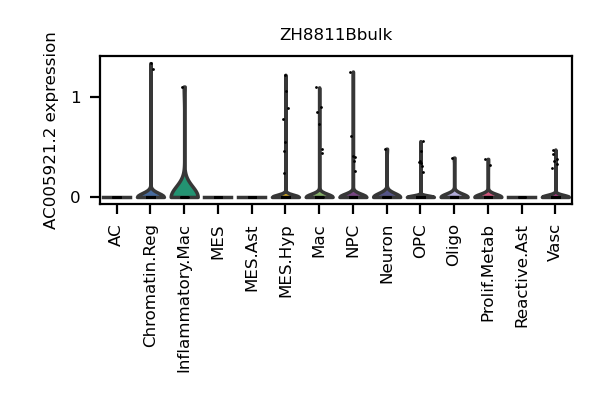 ZH8811Bbulk
AC005921.2 expression
1
0
AC
Chromatin.Reg
Inflammatory.Mac
MES
MES.Ast
MES.Hyp
Mac
NPC
Neuron
OPC
Oligo
Prolif.Metab
Reactive.Ast
Vasc